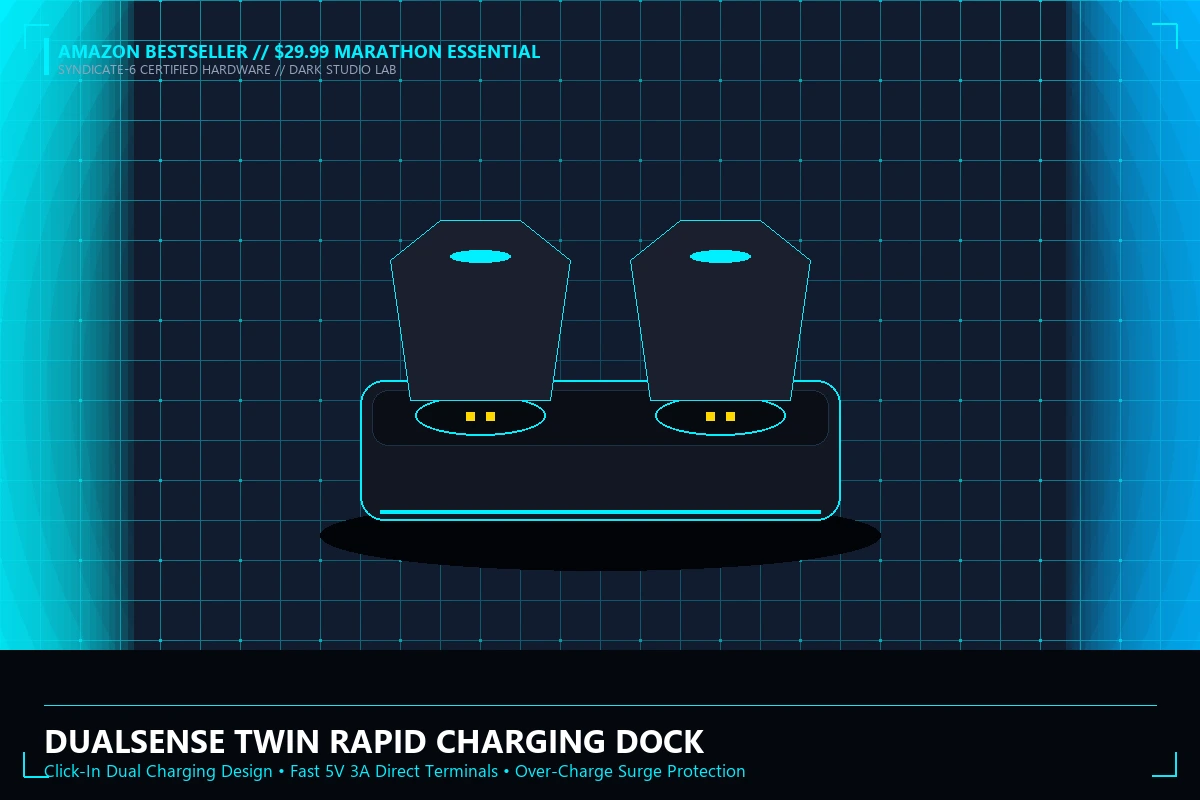 AMAZON BESTSELLER // $29.99 MARATHON ESSENTIAL
SYNDICATE-6 CERTIFIED HARDWARE // DARK STUDIO LAB
DUALSENSE TWIN RAPID CHARGING DOCK
Click-In Dual Charging Design • Fast 5V 3A Direct Terminals • Over-Charge Surge Protection